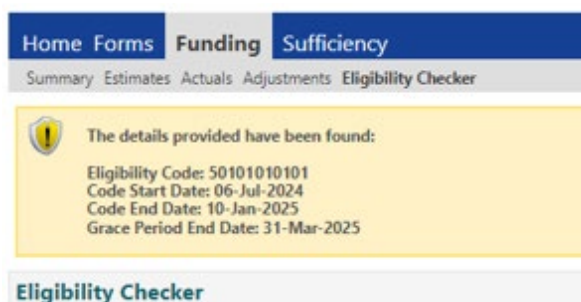 Home Forms Funding Sufficiency
Summary Estimates Actuals Adjustments Eligibility Checker
The details provided have been found:
Eligibility Code: 50101010101
Code Start Date: 06-Jul-2024
Code End Date: 10-Jan-2025
Grace Period End Date: 31-Mar-2025
Eligibility Checker